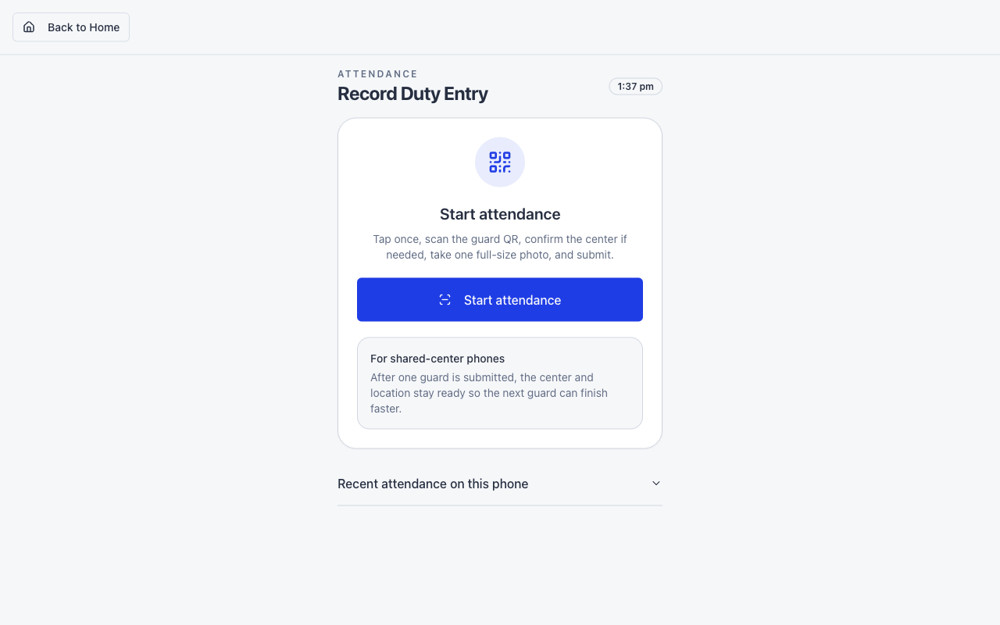 Back to Home
ATTENDANCE
Record Duty Entry
1:37 pm
Start attendance
Tap once, scan the guard QR, confirm the center if
needed, take one full-size photo, and submit.
Start attendance
For shared-center phones
After one guard is submitted, the center and
location stay ready so the next guard can finish
faster.
Recent attendance on this phone